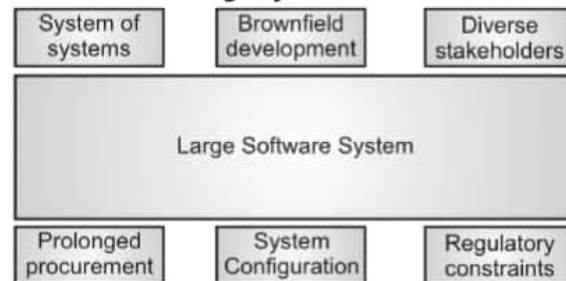 System of
systems
Brownfield
development
Diverse
stakeholders
Large Software System
Prolonged
procurement
System
Configuration
Regulatory
constraints